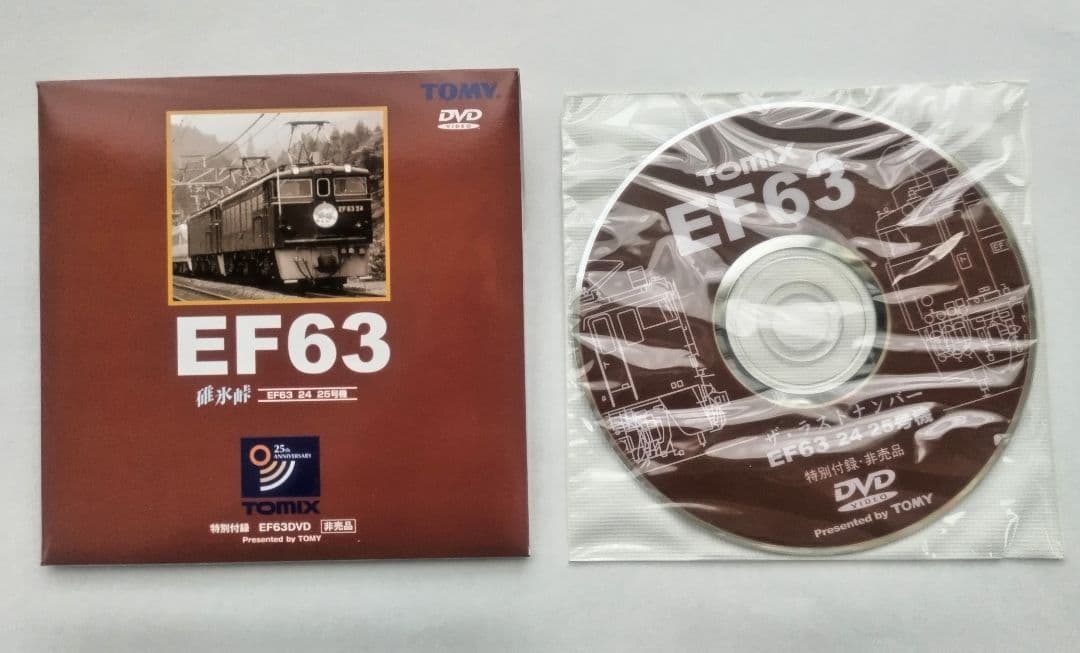 TOMY
DVD
VIDEO
EF63 24
EF63
碓氷峠
EF63 24 25号機
25th
ANNIVERSARY
TOMIX
特別付録 EF63DVD 非売品
Presented by TOMY
TOMIX
EF63
EF
ザ・ラストナンバー
EF63 24 25号機
特別付録・非売品
DVD
VIDEO
Presented by TOMY